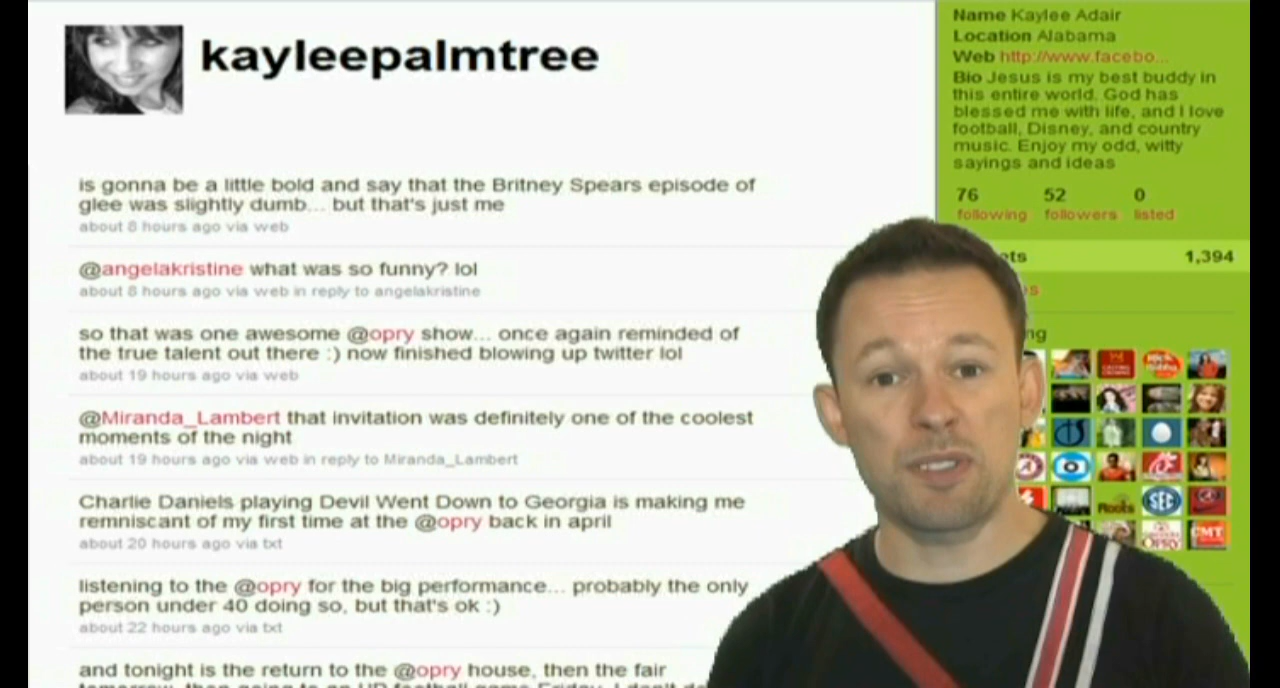 kayleepalmtree
is gonna be a little bold and say that the Britney Spears episode of
glee was slightly dumb... but that's just me
about 8 hours ago via web
@angelakristine what was so funny? lol
about 8 hours ago via web in reply to angelakristine
so that was one awesome @opry show... once again reminded of
the true talent out there :) now finished blowing up twitter lol
about 19 hours ago via web
@Miranda_Lambert that invitation was definitely one of the coolest
moments of the night
about 19 hours ago via web in reply to Miranda_Lambert
Charlie Daniels playing Devil Went Down to Georgia is making me
remniscant of my first time at the @opry back in april
about 20 hours ago via txt
listening to the @opry for the big performance... probably the only
person under 40 doing so, but that's ok :)
about 22 hours ago via txt
and tonight is the return to the @opry house, then the fair
Name Kaylee Adair
Location Alabama
Web http://www.facebo...
Bio Jesus is my best buddy in
this entire world. God has
blessed me with life, and I love
football, Disney, and country
music. Enjoy my odd, witty
sayings and ideas
76 52 0
following followers listed
ets 1,394
es
ng
Roots SEC
OPRY CMT